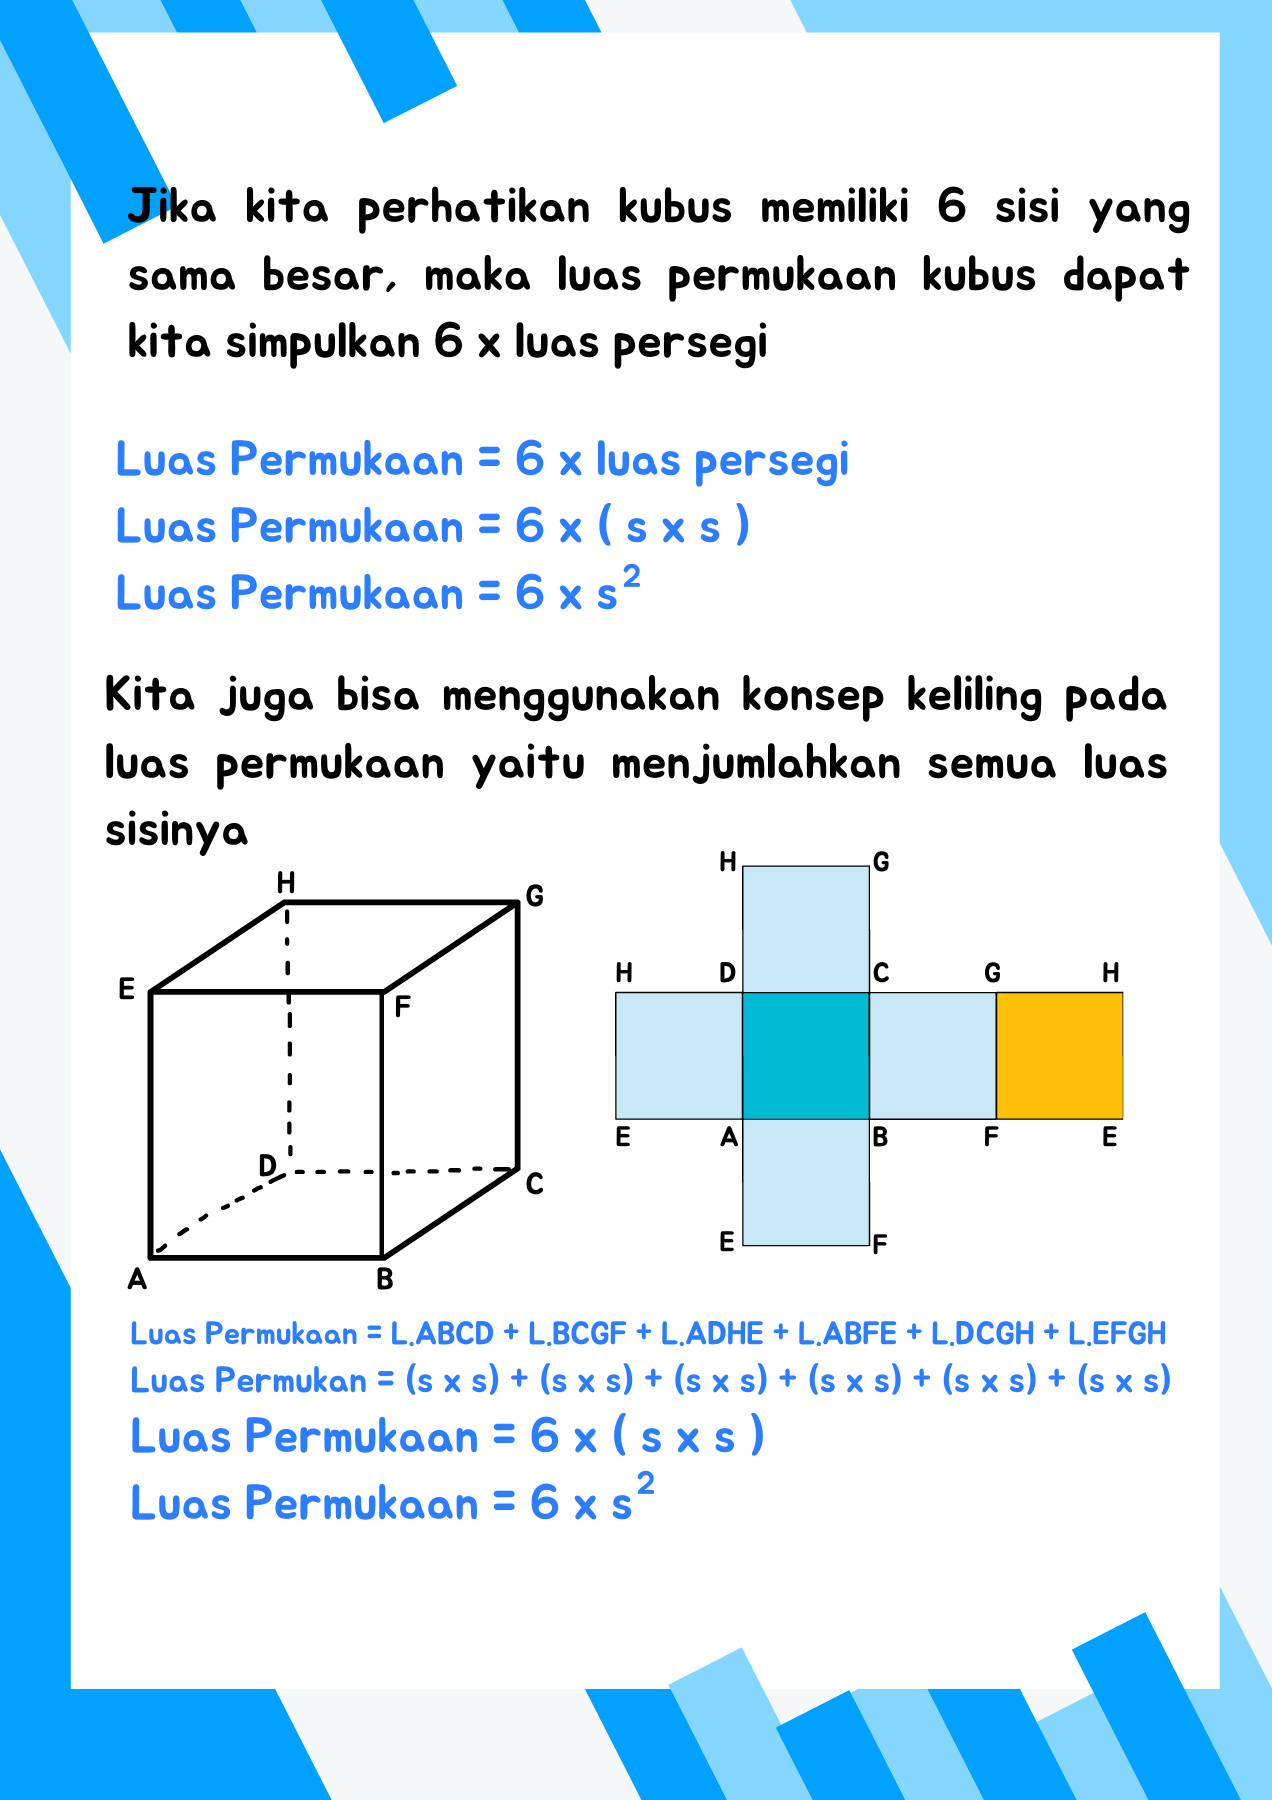 Jika kita perhatikan kubus memiliki 6 sisi yang
sama besar, maka luas permukaan kubus dapat
kita simpulkan 6 x luas persegi
Luas Permukaan = 6 x luas persegi
Luas Permukaan = 6 x ( s x s )
Luas Permukaan = 6 x s²
Kita juga bisa menggunakan konsep keliling pada
luas permukaan yaitu menjumlahkan semua luas
sisinya
H
G
E
F
D
C
A
B
H G
H D C G H
E A B F E
E F
Luas Permukaan = L.ABCD + L.BCGF + L.ADHE + L.ABFE + L.DCGH + L.EFGH
Luas Permukan = (s x s) + (s x s) + (s x s) + (s x s) + (s x s) + (s x s)
Luas Permukaan = 6 x ( s x s )
Luas Permukaan = 6 x s²